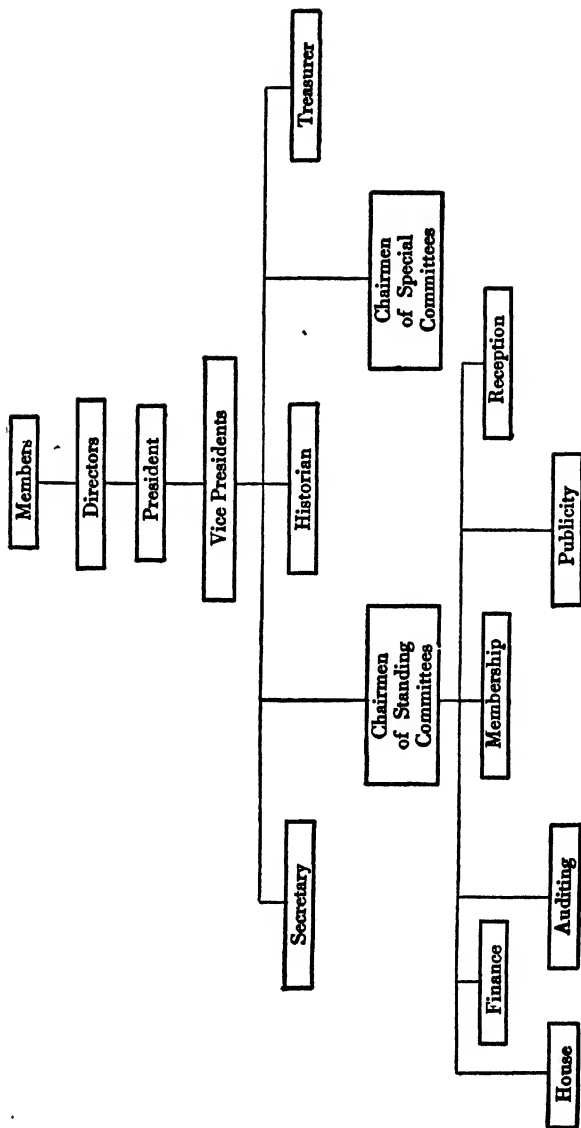 Members
Directors
President
Vice Presidents
Secretary
Historian
Treasurer
Chairmen
of Standing
Committees
Chairmen
of Special
Committees
House
Finance
Auditing
Membership
Publicity
Reception